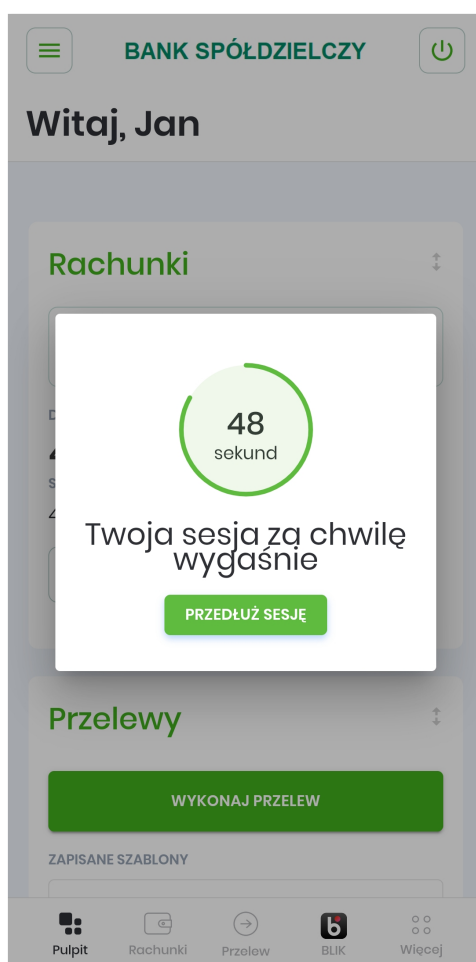 BANK SPÓŁDZIELCZY
Witaj, Jan
Rachunki
48
sekund
Twoja sesja za chwilę
wygaśnie
PRZEDŁUŻ SESJĘ
Przelewy
WYKONAJ PRZELEW
ZAPISANE SZABLONY
Pulpit
Rachunki
Przelew
BLIK
Więcej